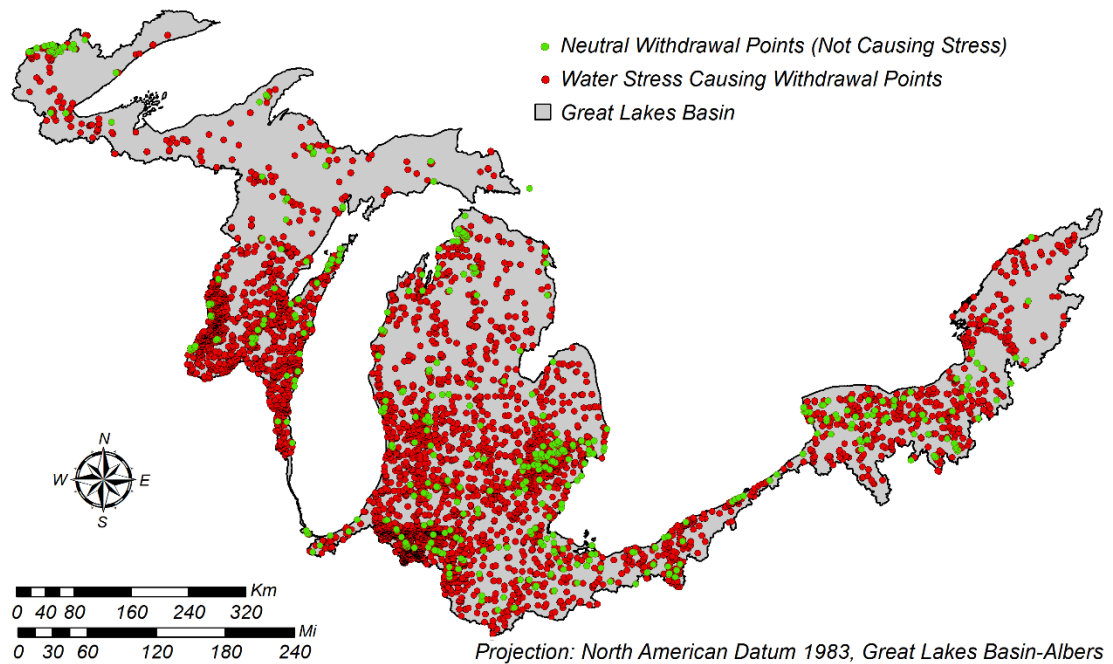 Neutral Withdrawal Points (Not Causing Stress)
Water Stress Causing Withdrawal Points
Great Lakes Basin
N
W E
S
Km
0 40 80 160 240 320
Mi
0 30 60 120 180 240
Projection: North American Datum 1983, Great Lakes Basin-Albers